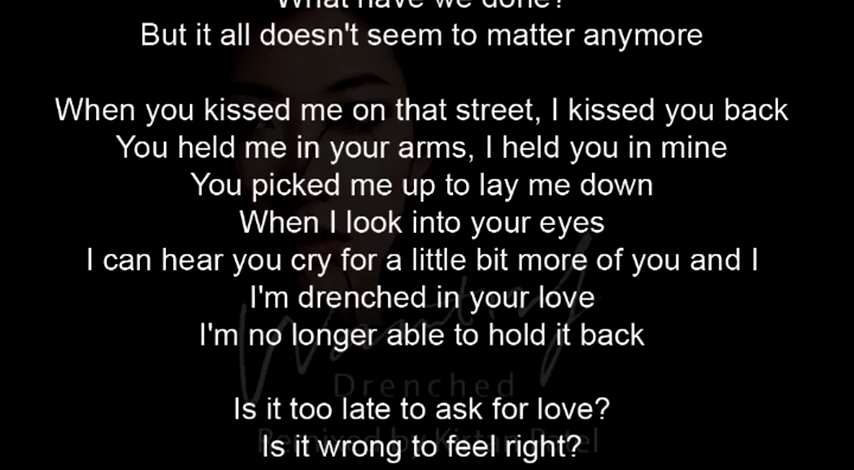 What have we done?
But it all doesn't seem to matter anymore
When you kissed me on that street, I kissed you back
You held me in your arms, I held you in mine
You picked me up to lay me down
When I look into your eyes
I can hear you cry for a little bit more of you and I
I'm drenched in your love
I'm no longer able to hold it back
Drenched
Is it too late to ask for love?
Is it wrong to feel right?